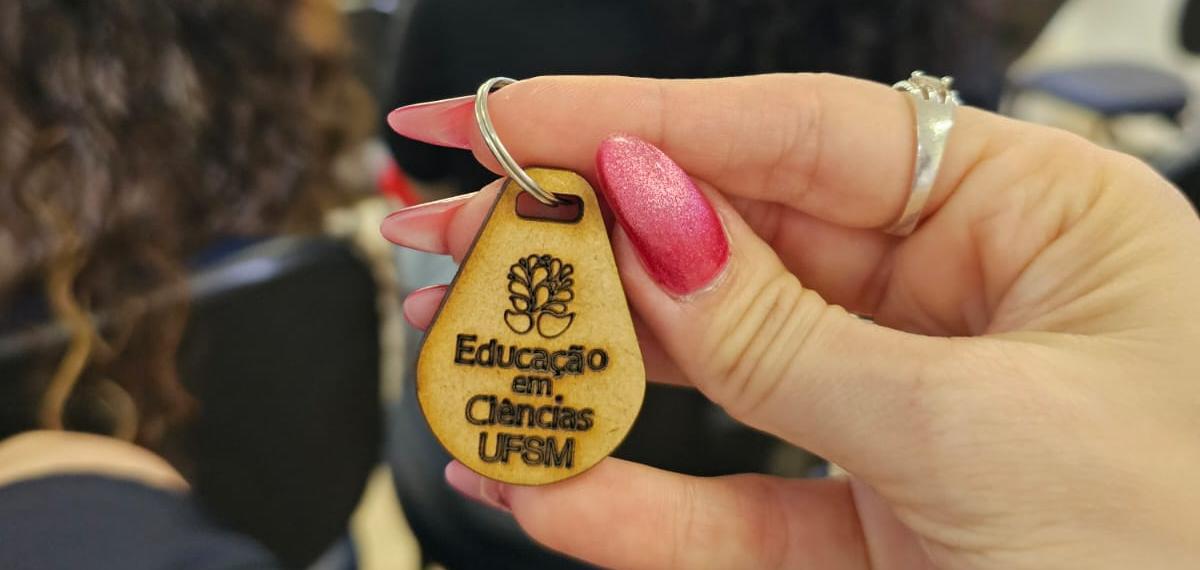 Educação
em
Ciências
UFSM